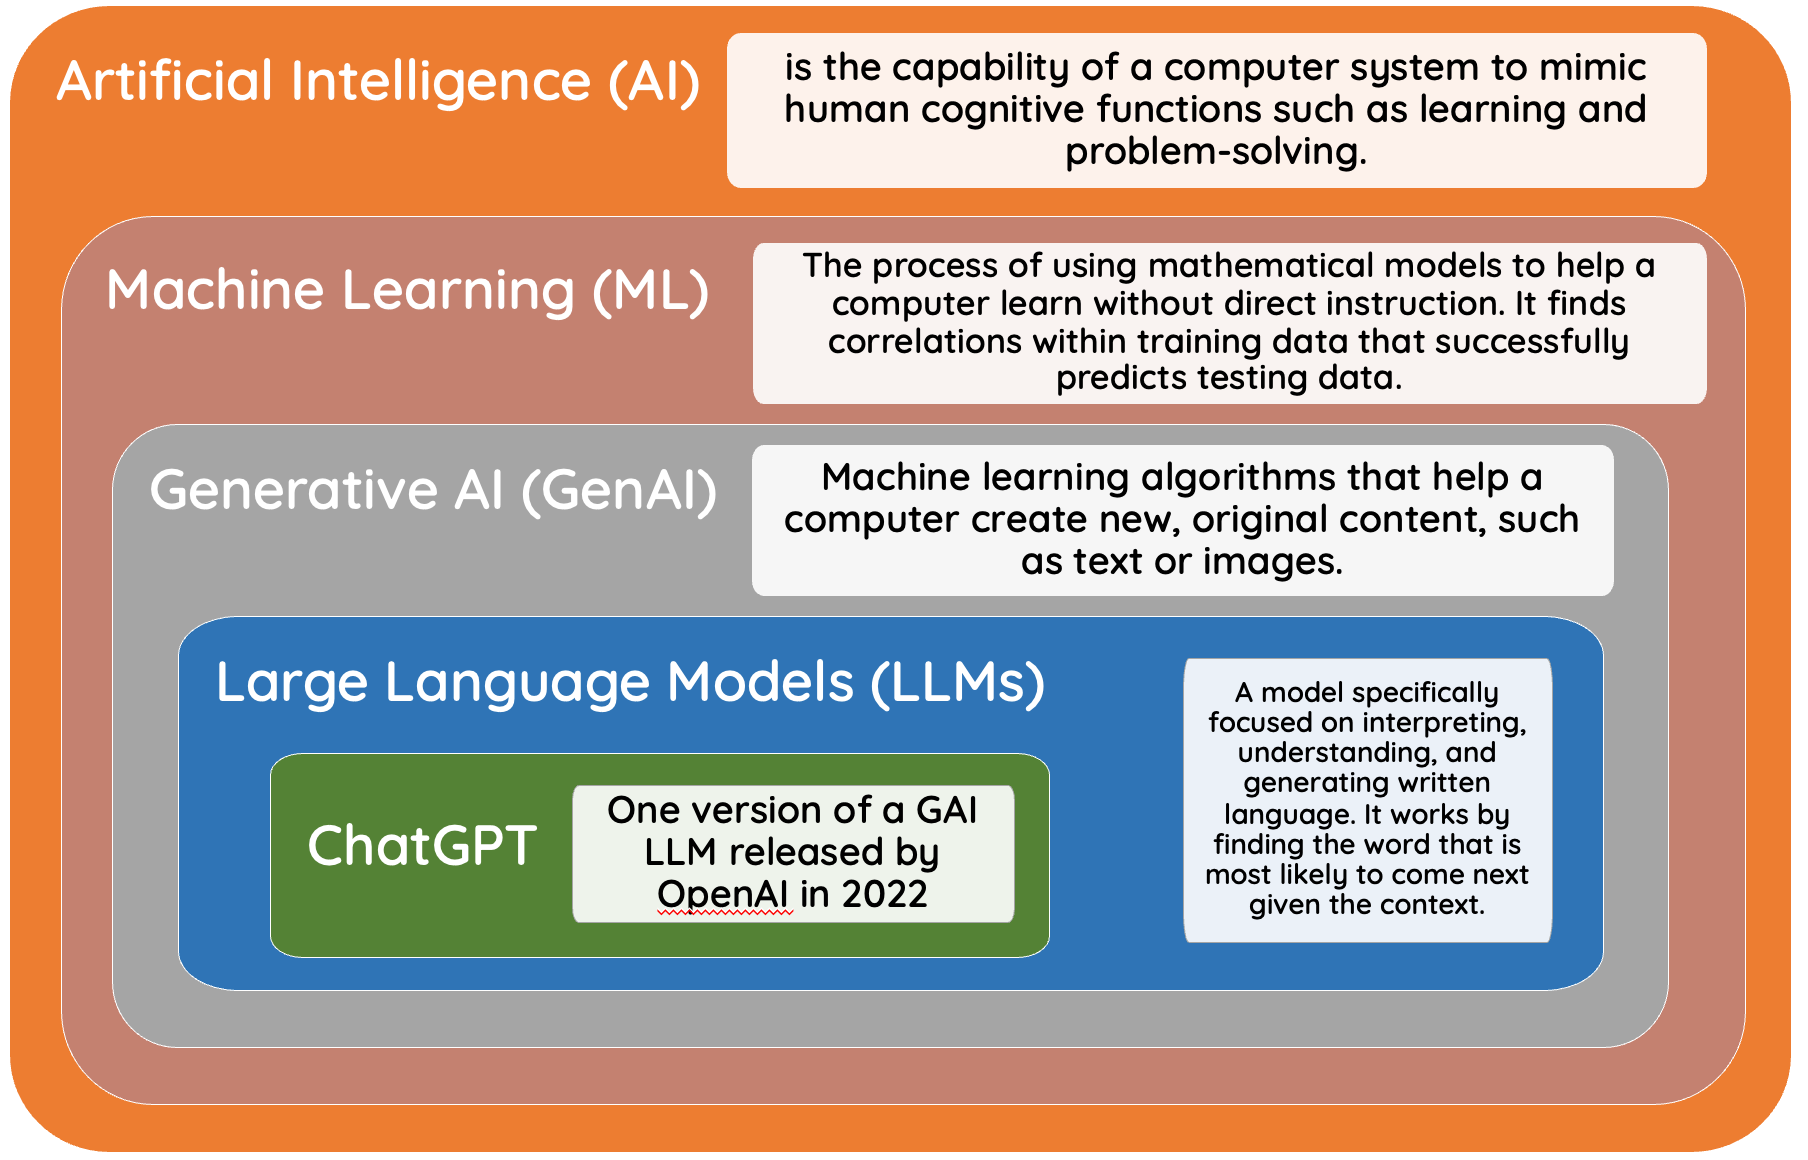 Artificial Intelligence (AI)
is the capability of a computer system to mimic
human cognitive functions such as learning and
problem-solving.
Machine Learning (ML)
The process of using mathematical models to help a
computer learn without direct instruction. It finds
correlations within training data that successfully
predicts testing data.
Generative AI (GenAI)
Machine learning algorithms that help a
computer create new, original content, such
as text or images.
Large Language Models (LLMs)
A model specifically
focused on interpreting,
understanding, and
generating written
language. It works by
finding the word that is
most likely to come next
given the context.
ChatGPT
One version of a GAI
LLM released by
OpenAI in 2022